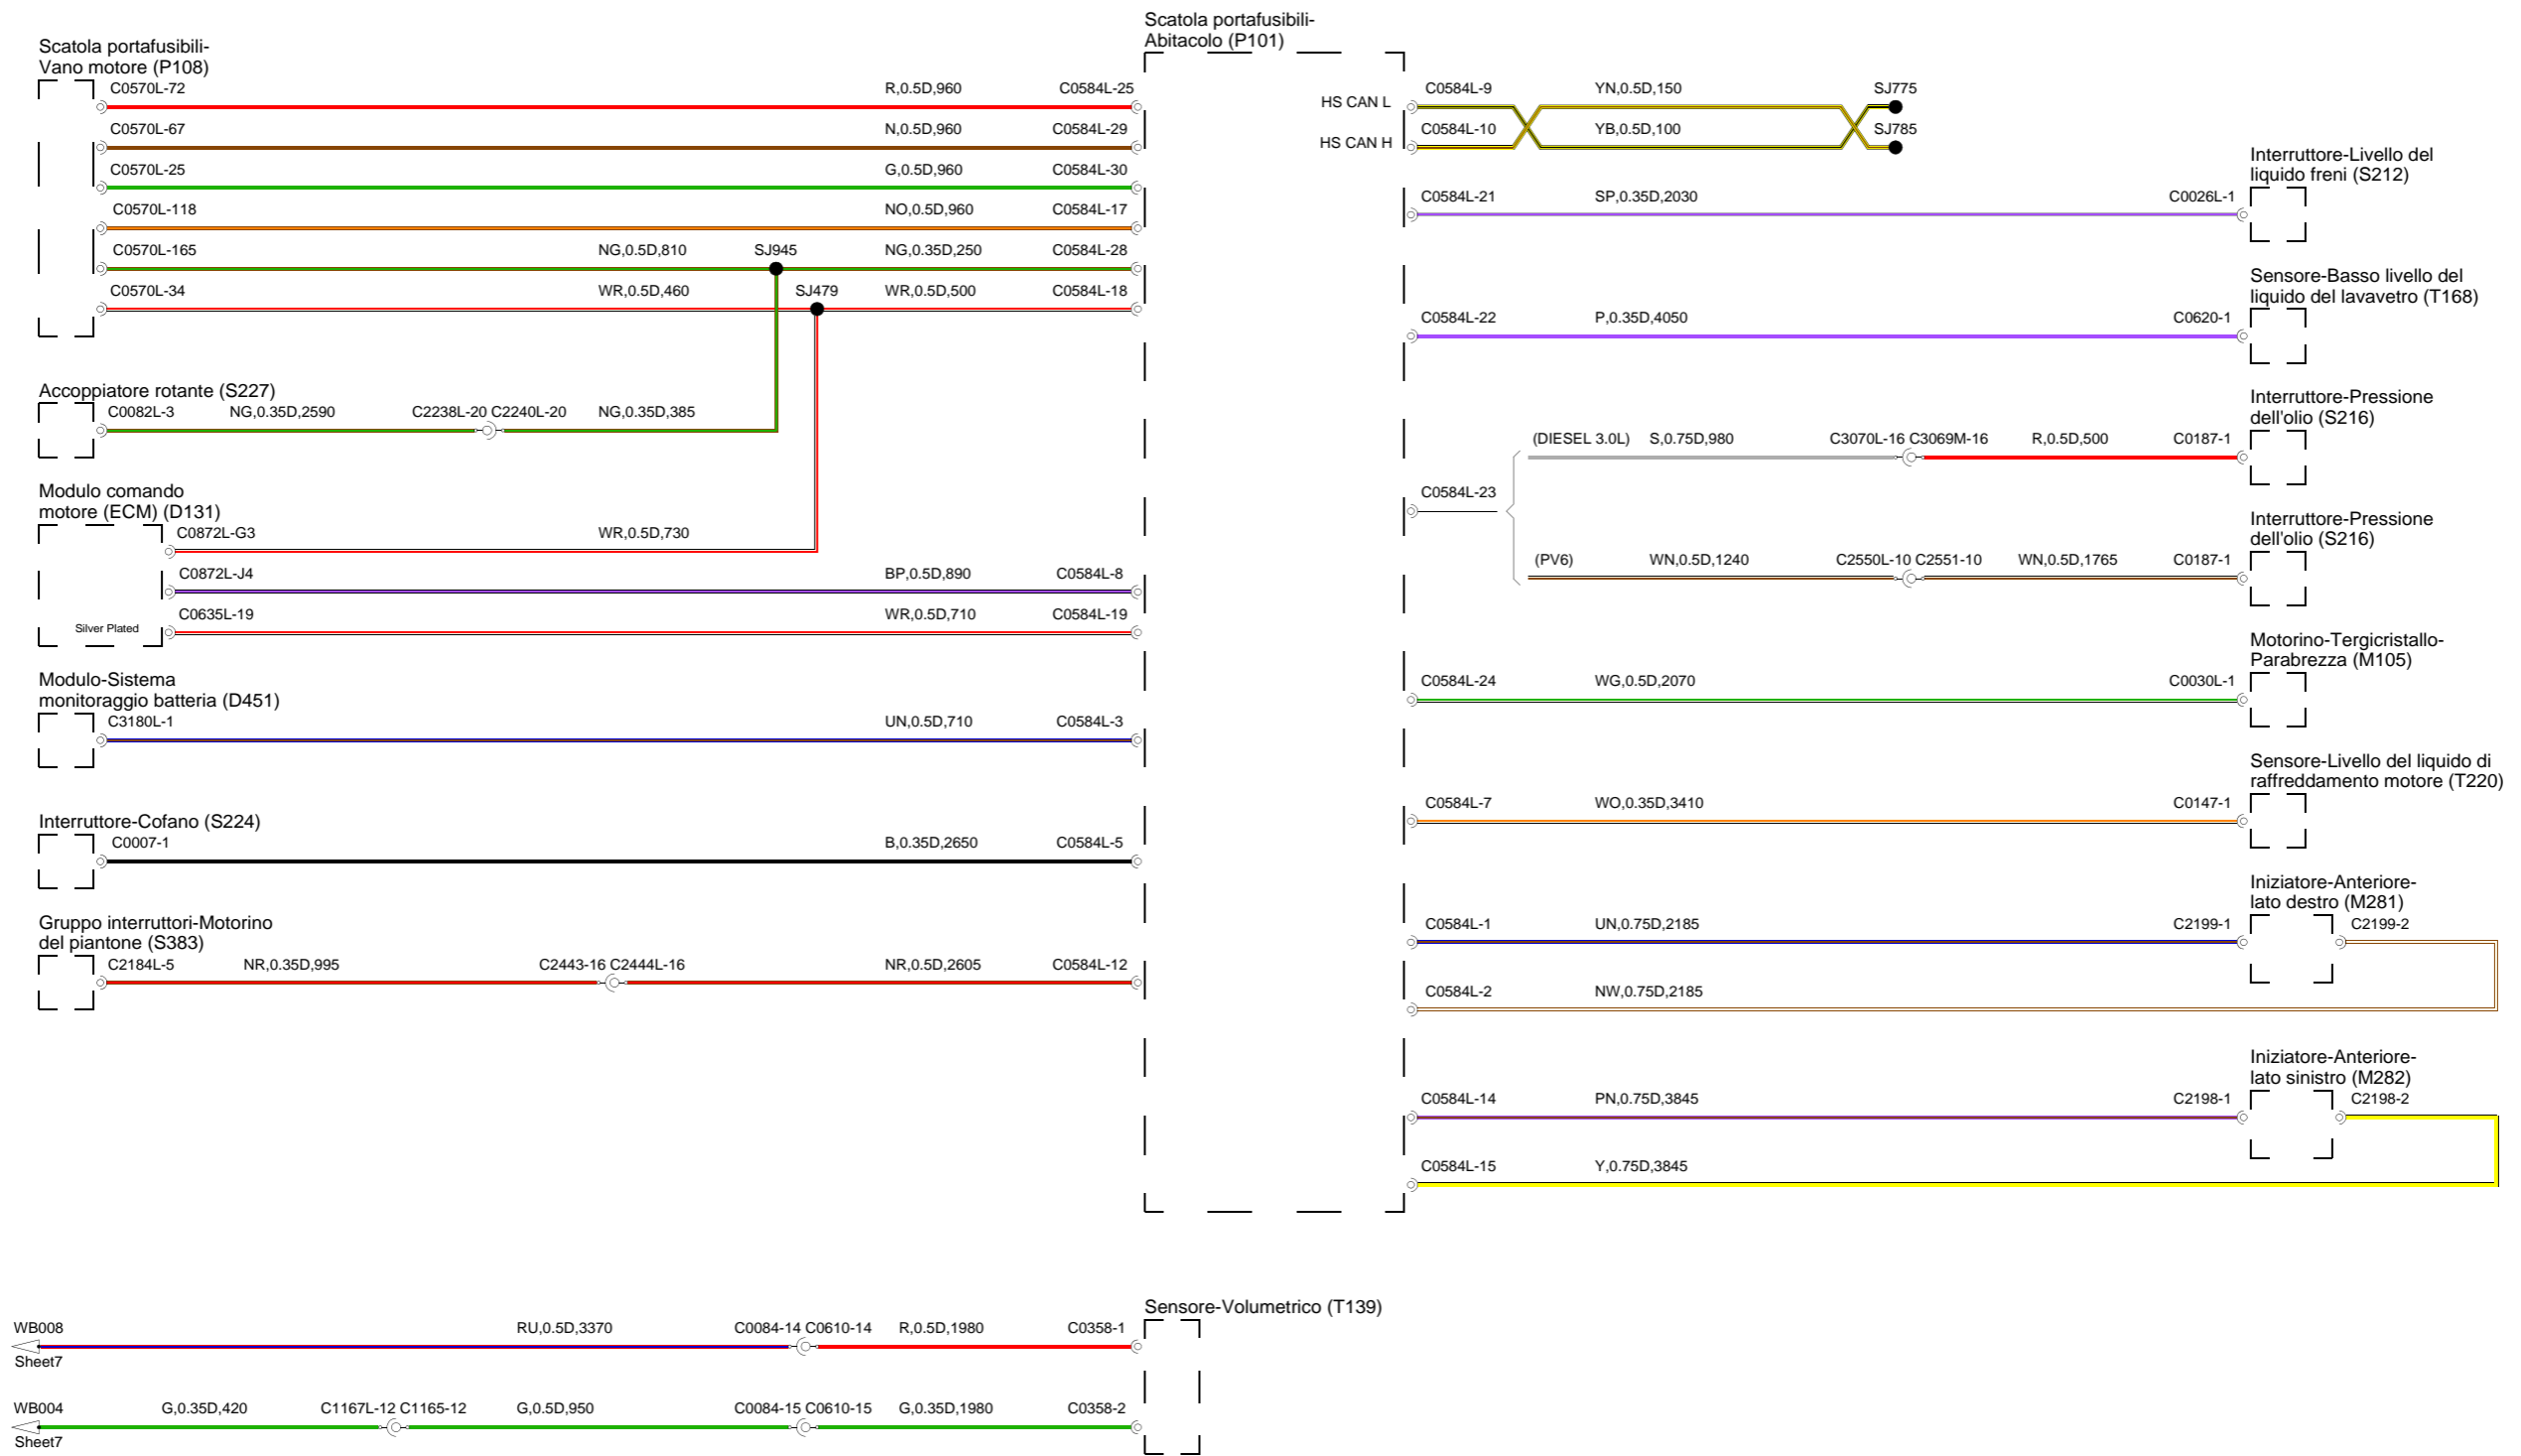 Scatola portafusibili-
Abitacolo (P101)
Scatola portafusibili-
Vano motore (P108)
C0570L-72 R,0.5D,960 C0584L-25
C0570L-67 N,0.5D,960 C0584L-29
C0570L-25 G,0.5D,960 C0584L-30
C0570L-118 NO,0.5D,960 C0584L-17
C0570L-165 NG,0.5D,810 SJ945 NG,0.35D,250 C0584L-28
C0570L-34 WR,0.5D,460 SJ479 WR,0.5D,500 C0584L-18
Accoppiatore rotante (S227)
C0082L-3 NG,0.35D,2590 C2238L-20 C2240L-20 NG,0.35D,385
Modulo comando
motore (ECM) (D131)
C0872L-G3 WR,0.5D,730
C0872L-J4 BP,0.5D,890 C0584L-8
C0635L-19 WR,0.5D,710 C0584L-19
Silver Plated
Modulo-Sistema
monitoraggio batteria (D451)
C3180L-1 UN,0.5D,710 C0584L-3
Interruttore-Cofano (S224)
C0007-1 B,0.35D,2650 C0584L-5
Gruppo interruttori-Motorino
del piantone (S383)
C2184L-5 NR,0.35D,995 C2443-16 C2444L-16 NR,0.5D,2605 C0584L-12
HS CAN L C0584L-9 YN,0.5D,150 SJ775
HS CAN H C0584L-10 YB,0.5D,100 SJ785
Interruttore-Livello del
liquido freni (S212)
C0584L-21 SP,0.35D,2030 C0026L-1
Sensore-Basso livello del
liquido del lavavetro (T168)
C0584L-22 P,0.35D,4050 C0620-1
Interruttore-Pressione
dell'olio (S216)
(DIESEL 3.0L) S,0.75D,980 C3070L-16 C3069M-16 R,0.5D,500 C0187-1
C0584L-23
Interruttore-Pressione
dell'olio (S216)
(PV6) WN,0.5D,1240 C2550L-10 C2551-10 WN,0.5D,1765 C0187-1
Motorino-Tergicristallo-
Parabrezza (M105)
C0584L-24 WG,0.5D,2070 C0030L-1
Sensore-Livello del liquido di
raffreddamento motore (T220)
C0584L-7 WO,0.35D,3410 C0147-1
Iniziatore-Anteriore-
lato destro (M281)
C0584L-1 UN,0.75D,2185 C2199-1 C2199-2
C0584L-2 NW,0.75D,2185
Iniziatore-Anteriore-
lato sinistro (M282)
C0584L-14 PN,0.75D,3845 C2198-1 C2198-2
C0584L-15 Y,0.75D,3845
Sensore-Volumetrico (T139)
WB008 RU,0.5D,3370 C0084-14 C0610-14 R,0.5D,1980 C0358-1
Sheet7
WB004 G,0.35D,420 C1167L-12 C1165-12 G,0.5D,950 C0084-15 C0610-15 G,0.35D,1980 C0358-2
Sheet7